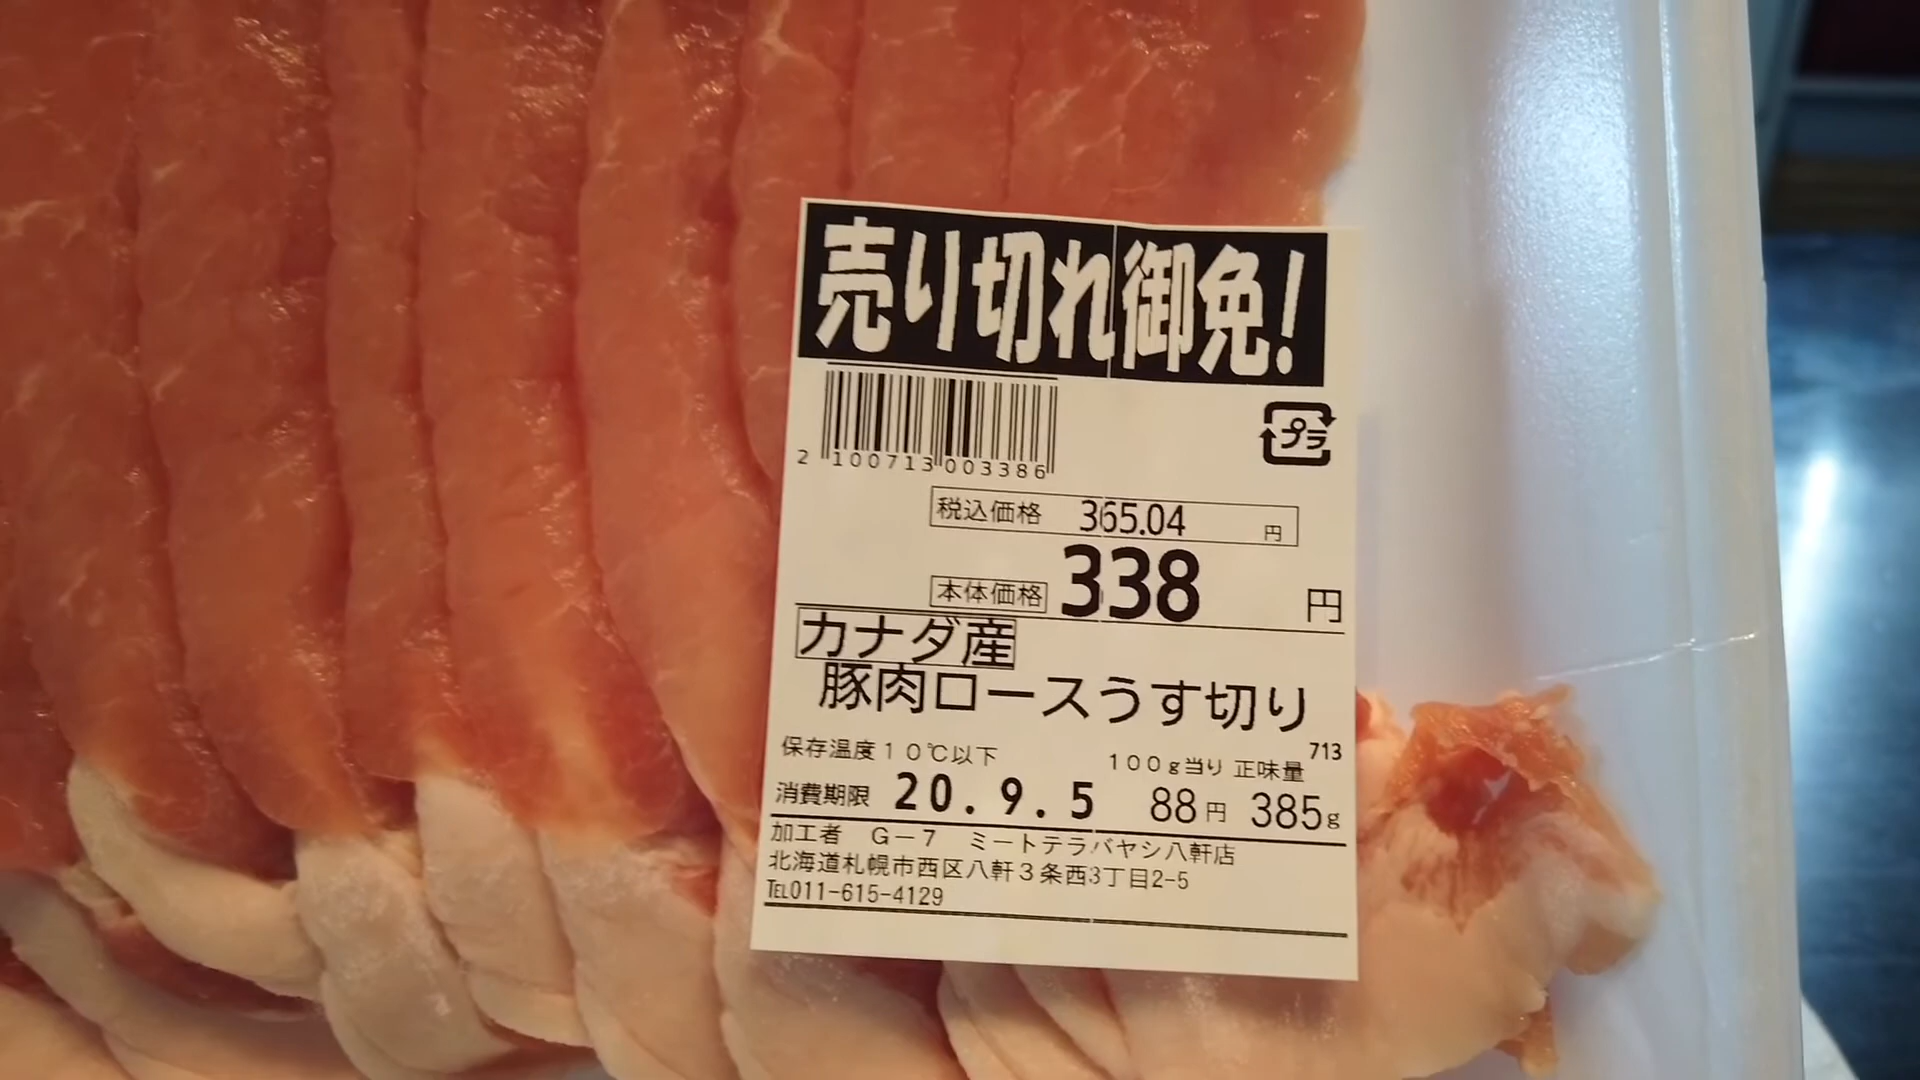 売り切れ御免!
プラ
2 100713 003386
税込価格 365.04 円
本体価格 338 円
カナダ産
豚肉ロースうす切り
713
保存温度10℃以下 100g当り 正味量
消費期限 20.9.5 88円 385g
加工者 G-7 ミートテラバヤシ八軒店
北海道札幌市西区八軒3条西3丁目2-5
TEL011-615-4129